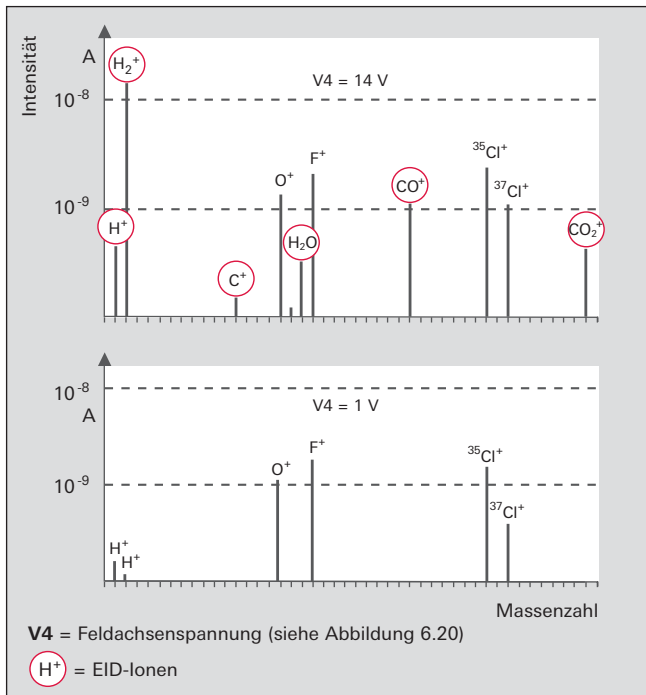 Intensität
A
10⁻⁸
10⁻⁹
V4 = 14 V
H₂⁺
H⁺
C⁺
O⁺
H₂O
F⁺
CO⁺
³⁵Cl⁺
³⁷Cl⁺
CO₂⁺
10⁻⁸
A
10⁻⁹
V4 = 1 V
H⁺
H⁺
O⁺
F⁺
³⁵Cl⁺
³⁷Cl⁺
Massenzahl
V4 = Feldachsenspannung (siehe Abbildung 6.20)
H⁺ = EID-Ionen